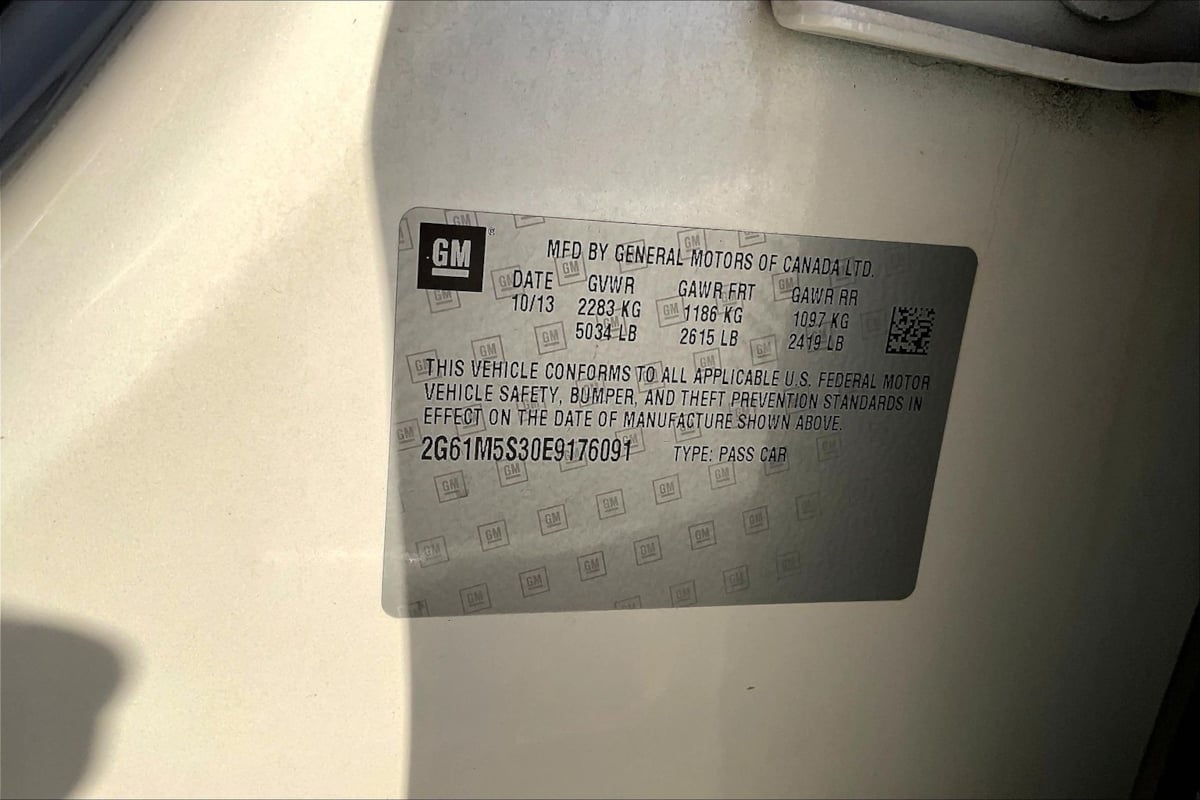 GM®
MFD BY GENERAL MOTORS OF CANADA LTD.
DATE GVWR GAWR FRT GAWR RR
10/13 2283 KG 1186 KG 1097 KG
5034 LB 2615 LB 2419 LB
THIS VEHICLE CONFORMS TO ALL APPLICABLE U.S. FEDERAL MOTOR
VEHICLE SAFETY, BUMPER, AND THEFT PREVENTION STANDARDS IN
EFFECT ON THE DATE OF MANUFACTURE SHOWN ABOVE.
2G61M5S30E9176091 TYPE: PASS CAR